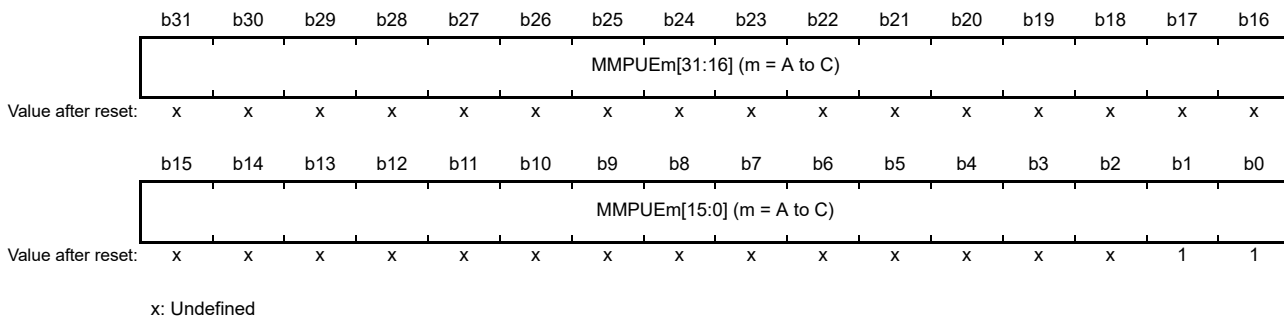 b31 b30 b29 b28 b27 b26 b25 b24 b23 b22 b21 b20 b19 b18 b17 b16
MMPUEm[31:16] (m = A to C)
Value after reset: x x x x x x x x x x x x x x x x
b15 b14 b13 b12 b11 b10 b9 b8 b7 b6 b5 b4 b3 b2 b1 b0
MMPUEm[15:0] (m = A to C)
Value after reset: x x x x x x x x x x x x x x 1 1
x: Undefined